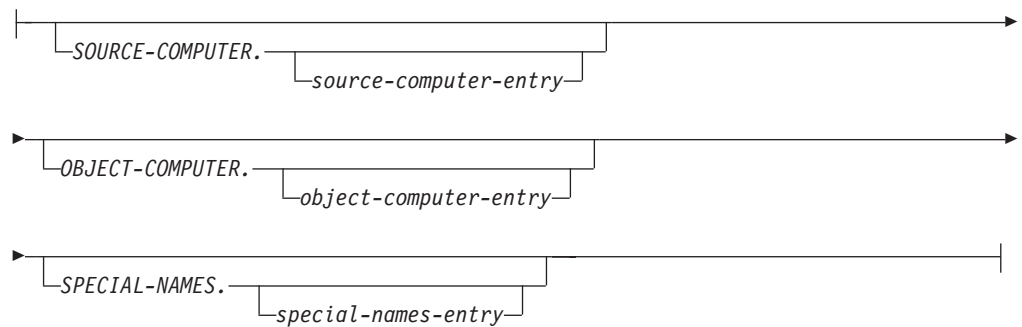 SOURCE-COMPUTER.
source-computer-entry
OBJECT-COMPUTER.
object-computer-entry
SPECIAL-NAMES.
special-names-entry